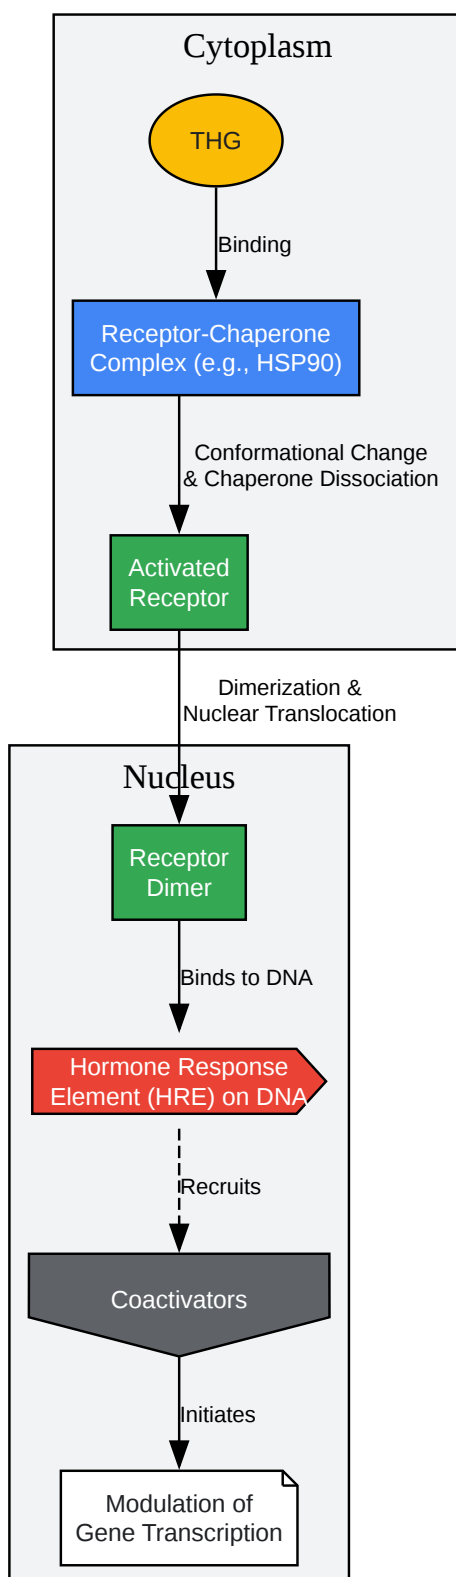 Cytoplasm
THG
Binding
Receptor-Chaperone
Complex (e.g., HSP90)
Conformational Change
& Chaperone Dissociation
Activated
Receptor
Dimerization &
Nuclear Translocation
Nucleus
Receptor
Dimer
Binds to DNA
Hormone Response
Element (HRE) on DNA
Recruits
Coactivators
Initiates
Modulation of
Gene Transcription